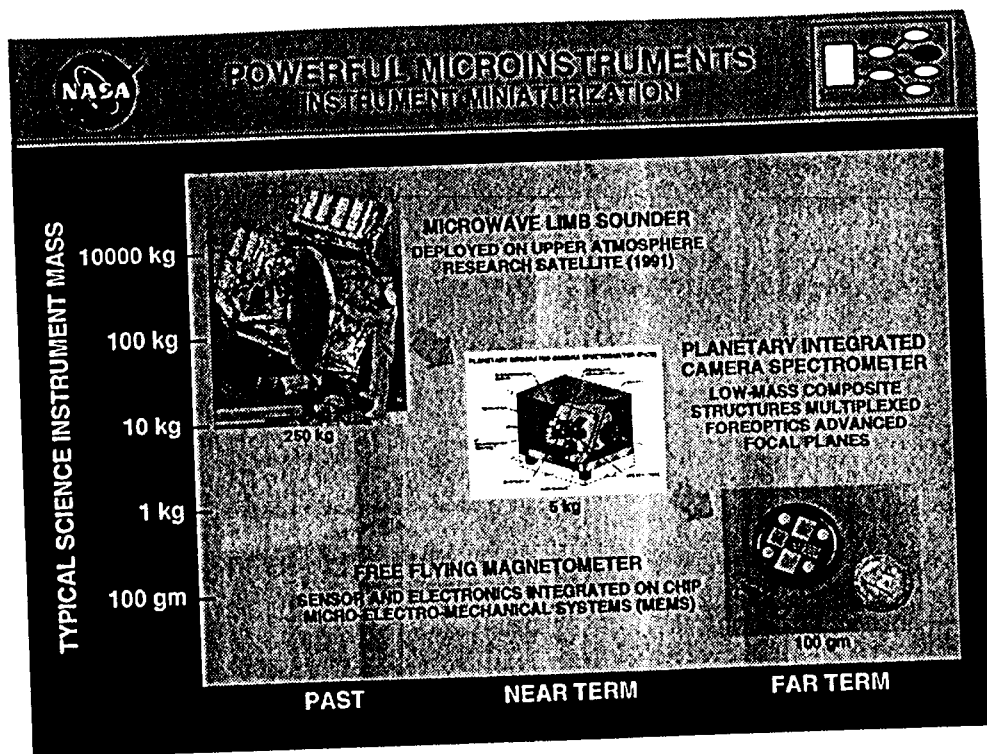 NASA
POWERFUL MICROINSTRUMENTS
INSTRUMENT MINIATURIZATION
TYPICAL SCIENCE INSTRUMENT MASS
10000 kg
100 kg
10 kg
1 kg
100 gm
MICROWAVE LIMB SOUNDER
DEPLOYED ON UPPER ATMOSPHERE
RESEARCH SATELLITE (1991)
250 kg
PLANETARY INTEGRATED
CAMERA SPECTROMETER
LOW-MASS COMPOSITE
STRUCTURES MULTIPLEXED
FOREOPTICS ADVANCED
FOCAL PLANES
5 kg
FREE FLYING MAGNETOMETER
SENSOR AND ELECTRONICS INTEGRATED ON CHIP
MICRO-ELECTRO-MECHANICAL SYSTEMS (MEMS)
100 gm
PAST
NEAR TERM
FAR TERM